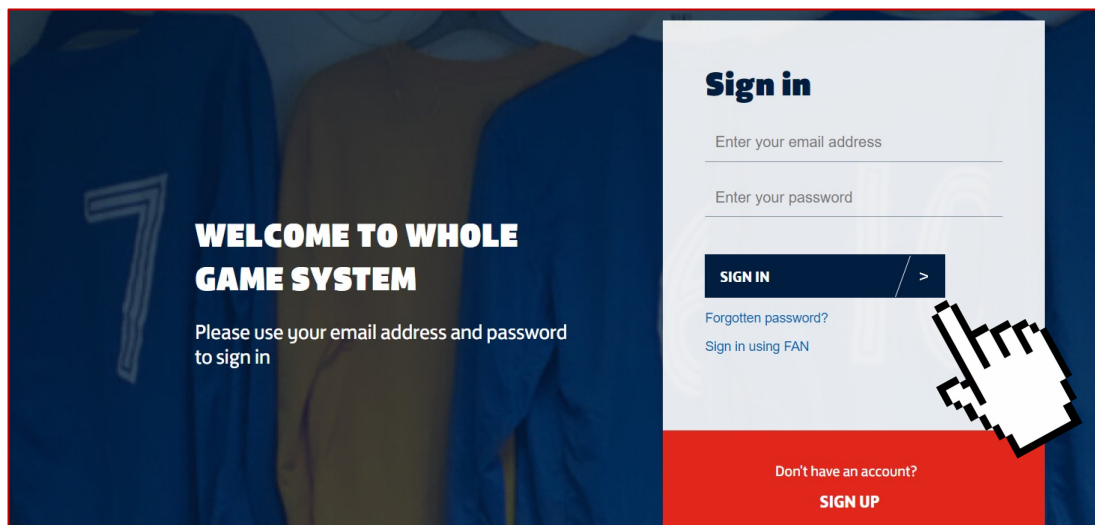 WELCOME TO WHOLE
GAME SYSTEM
Please use your email address and password
to sign in
Sign in
Enter your email address
Enter your password
SIGN IN >
Forgotten password?
Sign in using FAN
Don't have an account?
SIGN UP
7